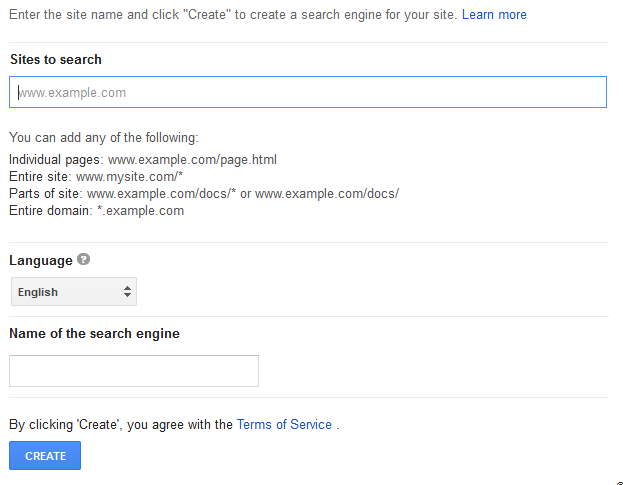 Enter the site name and click "Create" to create a search engine for your site. Learn more
Sites to search
www.example.com
You can add any of the following:
Individual pages: www.example.com/page.html
Entire site: www.mysite.com/*
Parts of site: www.example.com/docs/* or www.example.com/docs/
Entire domain: *.example.com
Language ?
English
Name of the search engine
By clicking 'Create', you agree with the Terms of Service .
CREATE